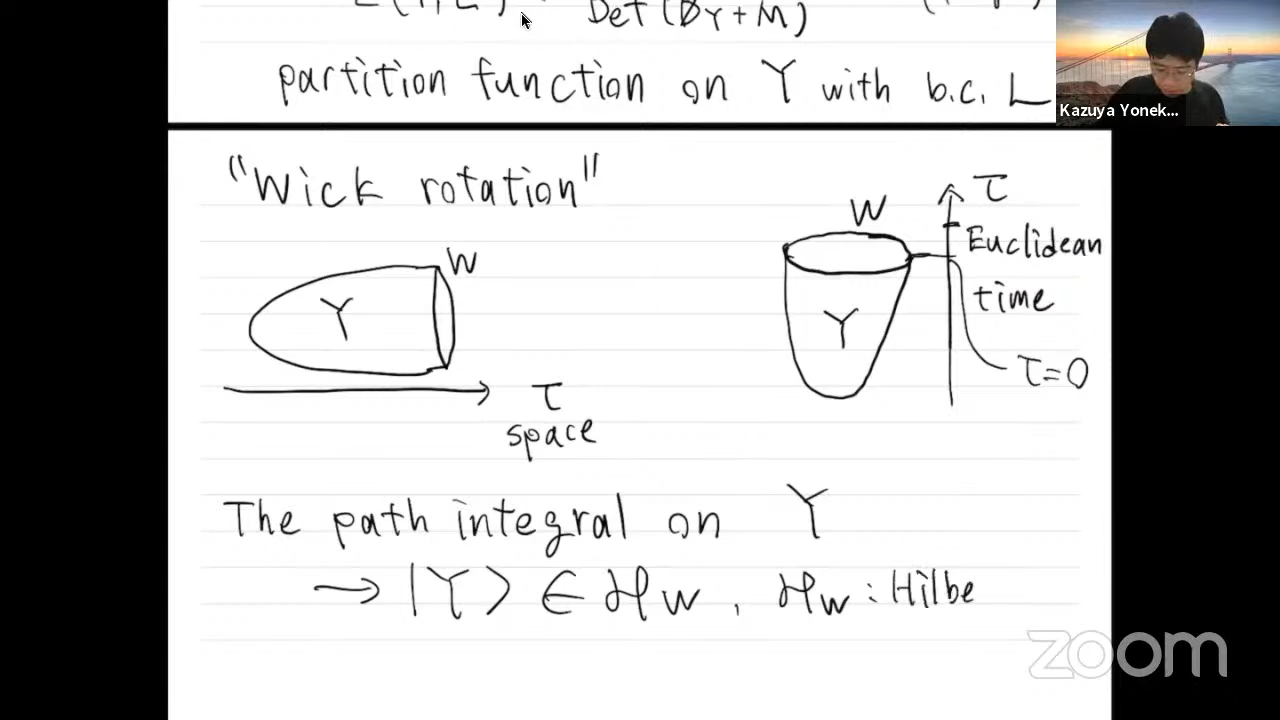 Det (D̸Y + M)
partition function on Y with b.c. L
Kazuya Yonek...
"Wick rotation"
W
Y
τ
space
W
Y
τ
Euclidean
time
τ=0
The path integral on Y
→ |Y⟩ ∈ ℋW , ℋW : Hilbe
zoom